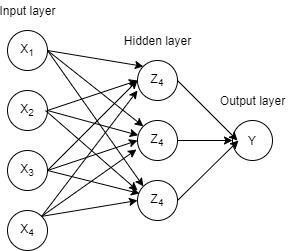 Input layer
Hidden layer
Output layer
X₁
X₂
X₃
X₄
Z₄
Z₄
Z₄
Y